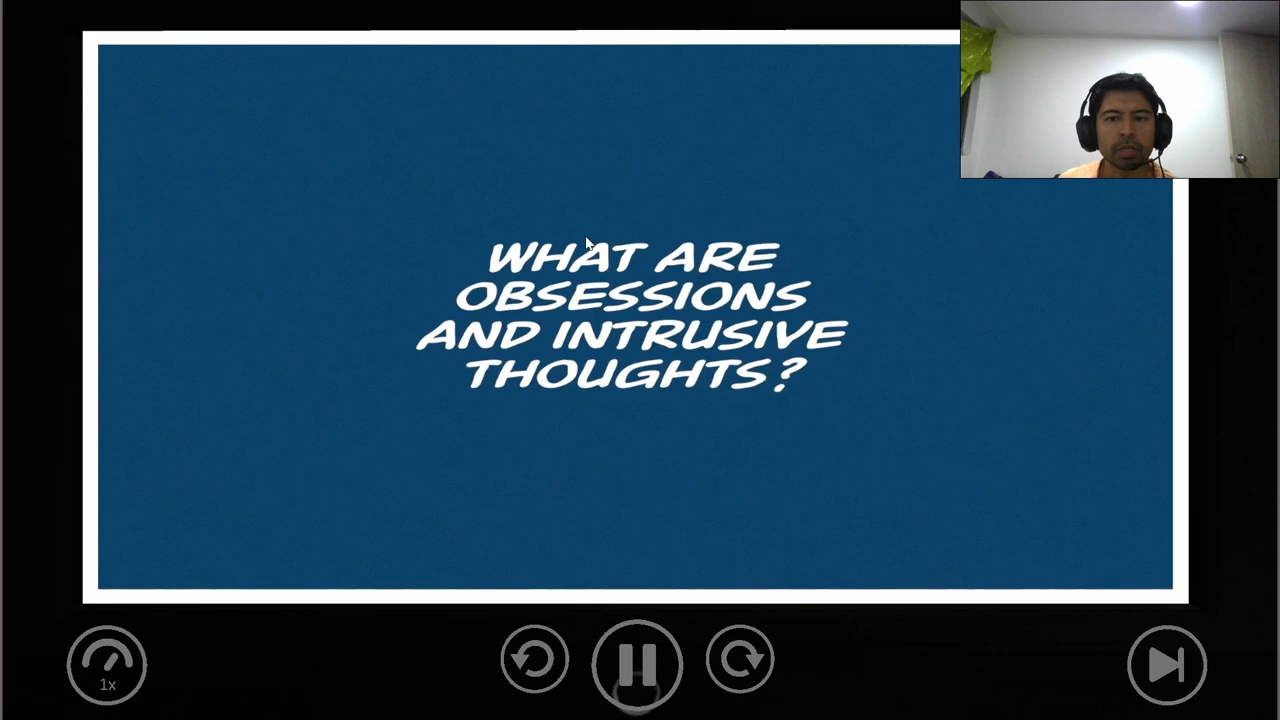 WHAT ARE
OBSESSIONS
AND INTRUSIVE
THOUGHTS?
1x